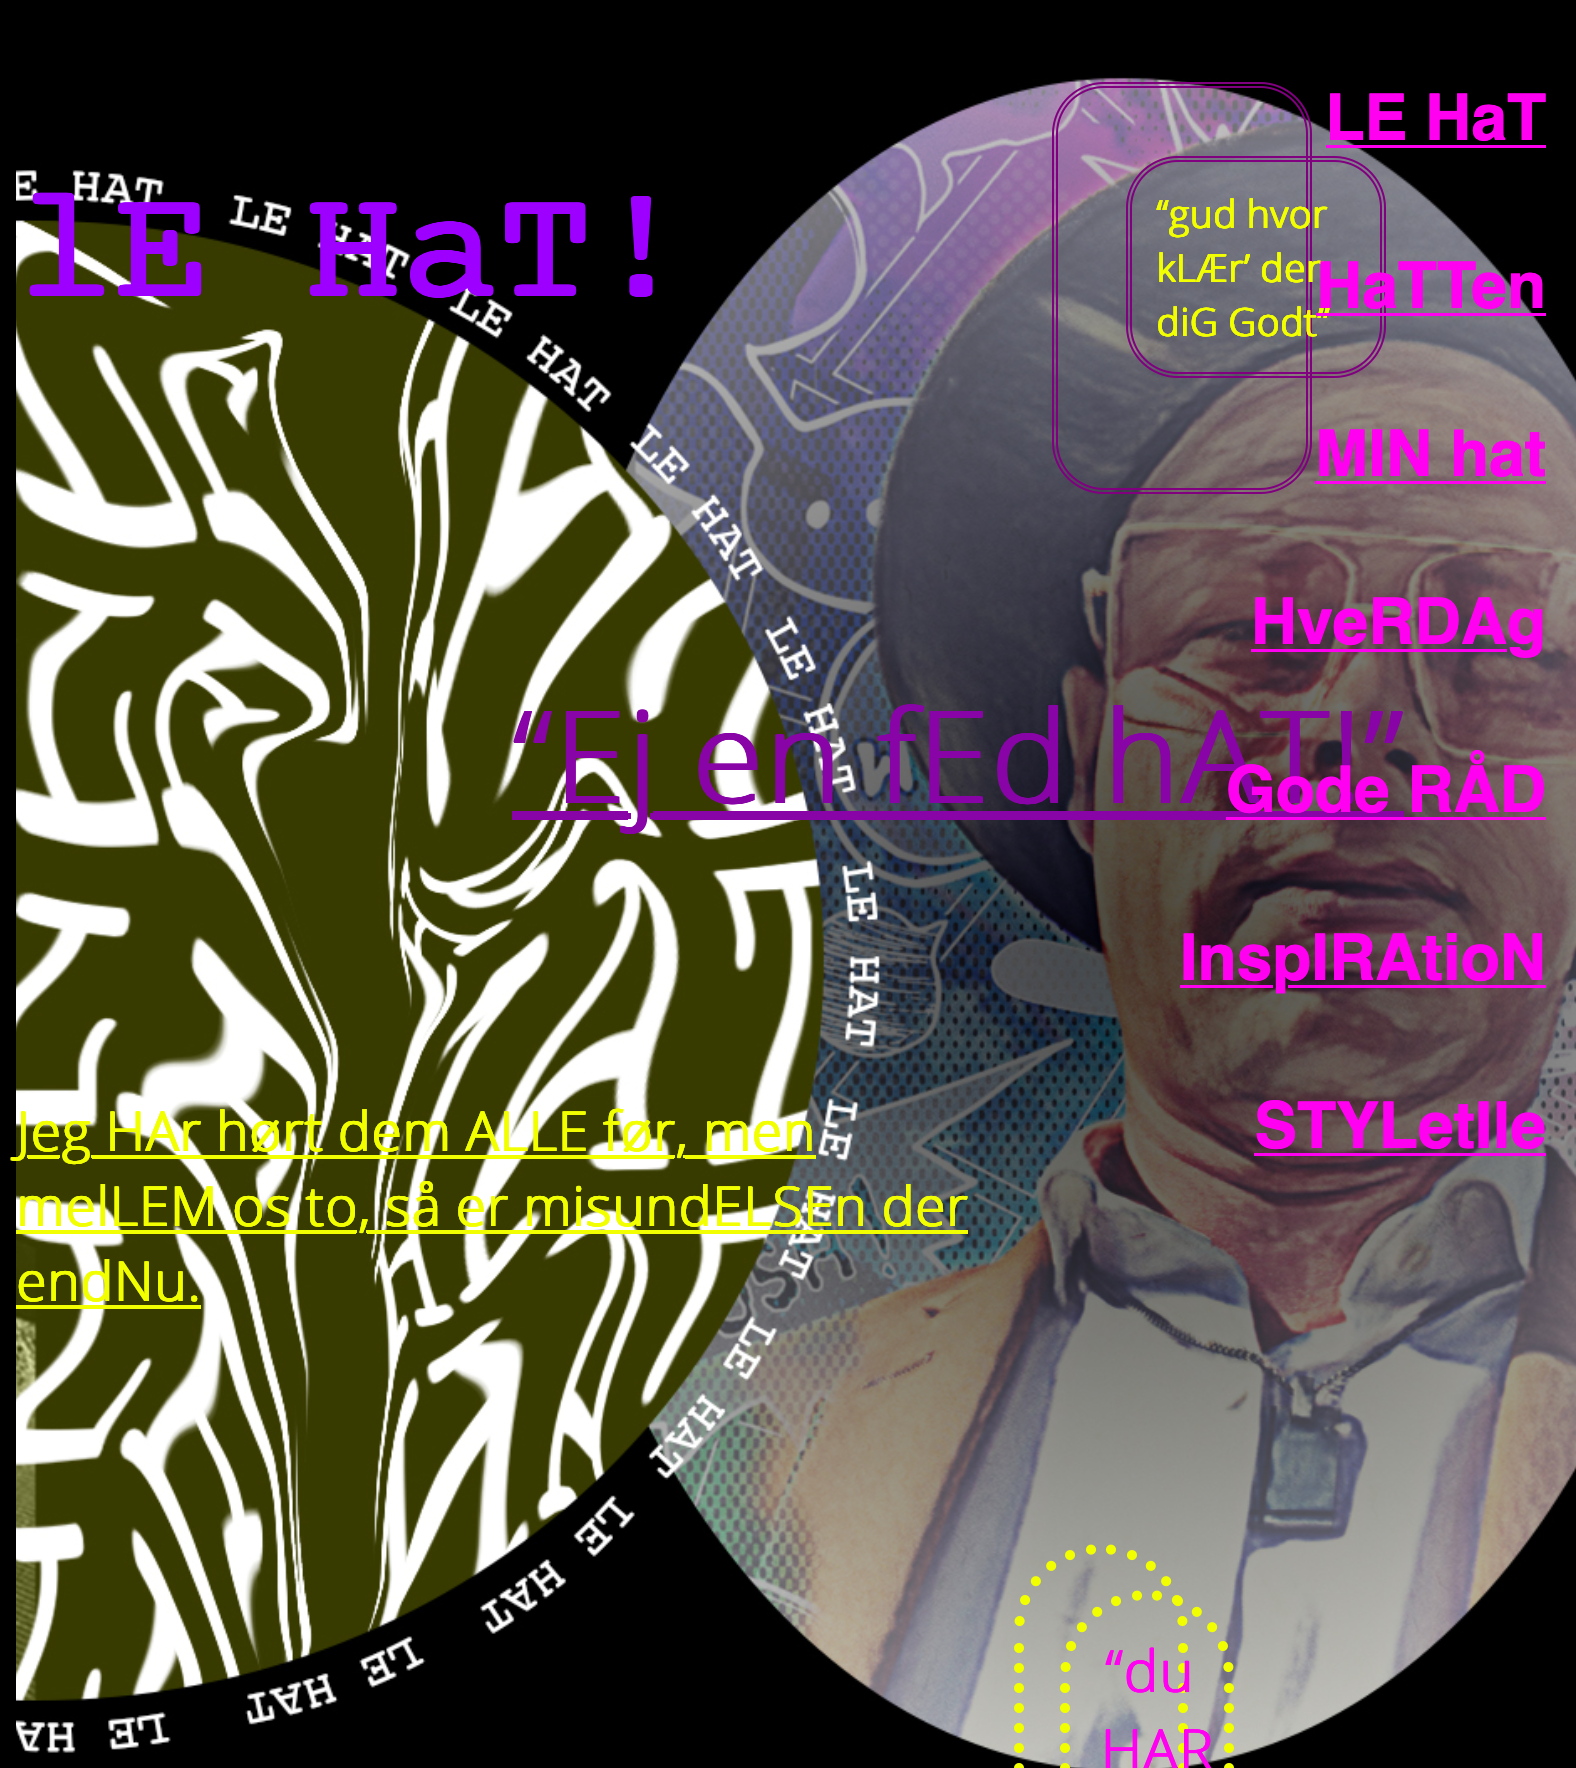 LE HaT
E HAT LE HAT LE HAT LE HAT LE HAT LE HAT LE HAT LE HAT LE HAT LE HAT LE HA
lE HaT!
“gud hvor
kLÆr’ der
diG Godt”
HaTTen
MIN hat
HveRDAg
“Ej en fEd hAT!”
Gode RÅD
InspIRAtioN
Jeg HAr hørt dem ALLE før, men
STYLetIle
melLEM os to, så er misundELSEn der
endNu.
“du
HAR